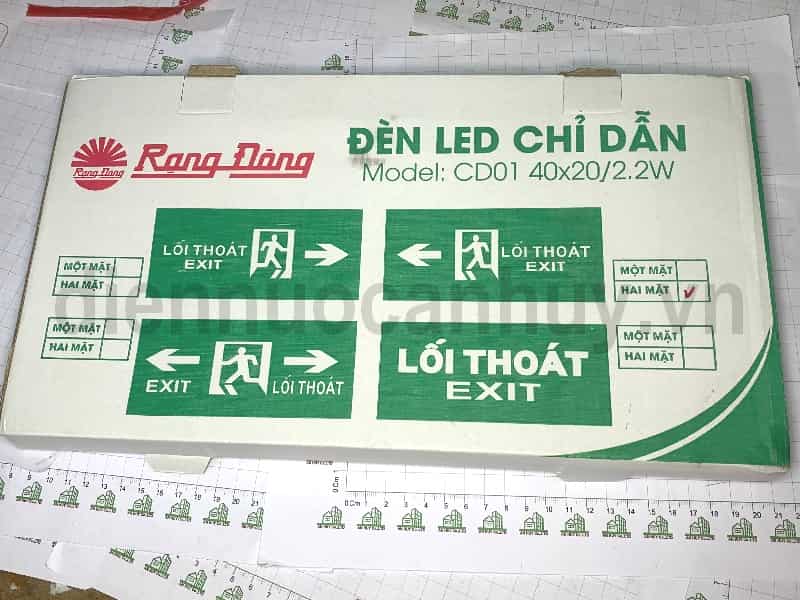 Rạng Đông
Rạng Đông
ĐÈN LED CHỈ DẪN
Model: CD01 40x20/2.2W
LỐI THOÁT
EXIT
LỐI THOÁT
EXIT
MỘT MẶT
HAI MẶT
MỘT MẶT
HAI MẶT
diennuocanhuy.vn
MỘT MẶT
HAI MẶT
EXIT
LỐI THOÁT
LỐI THOÁT
EXIT
MỘT MẶT
HAI MẶT